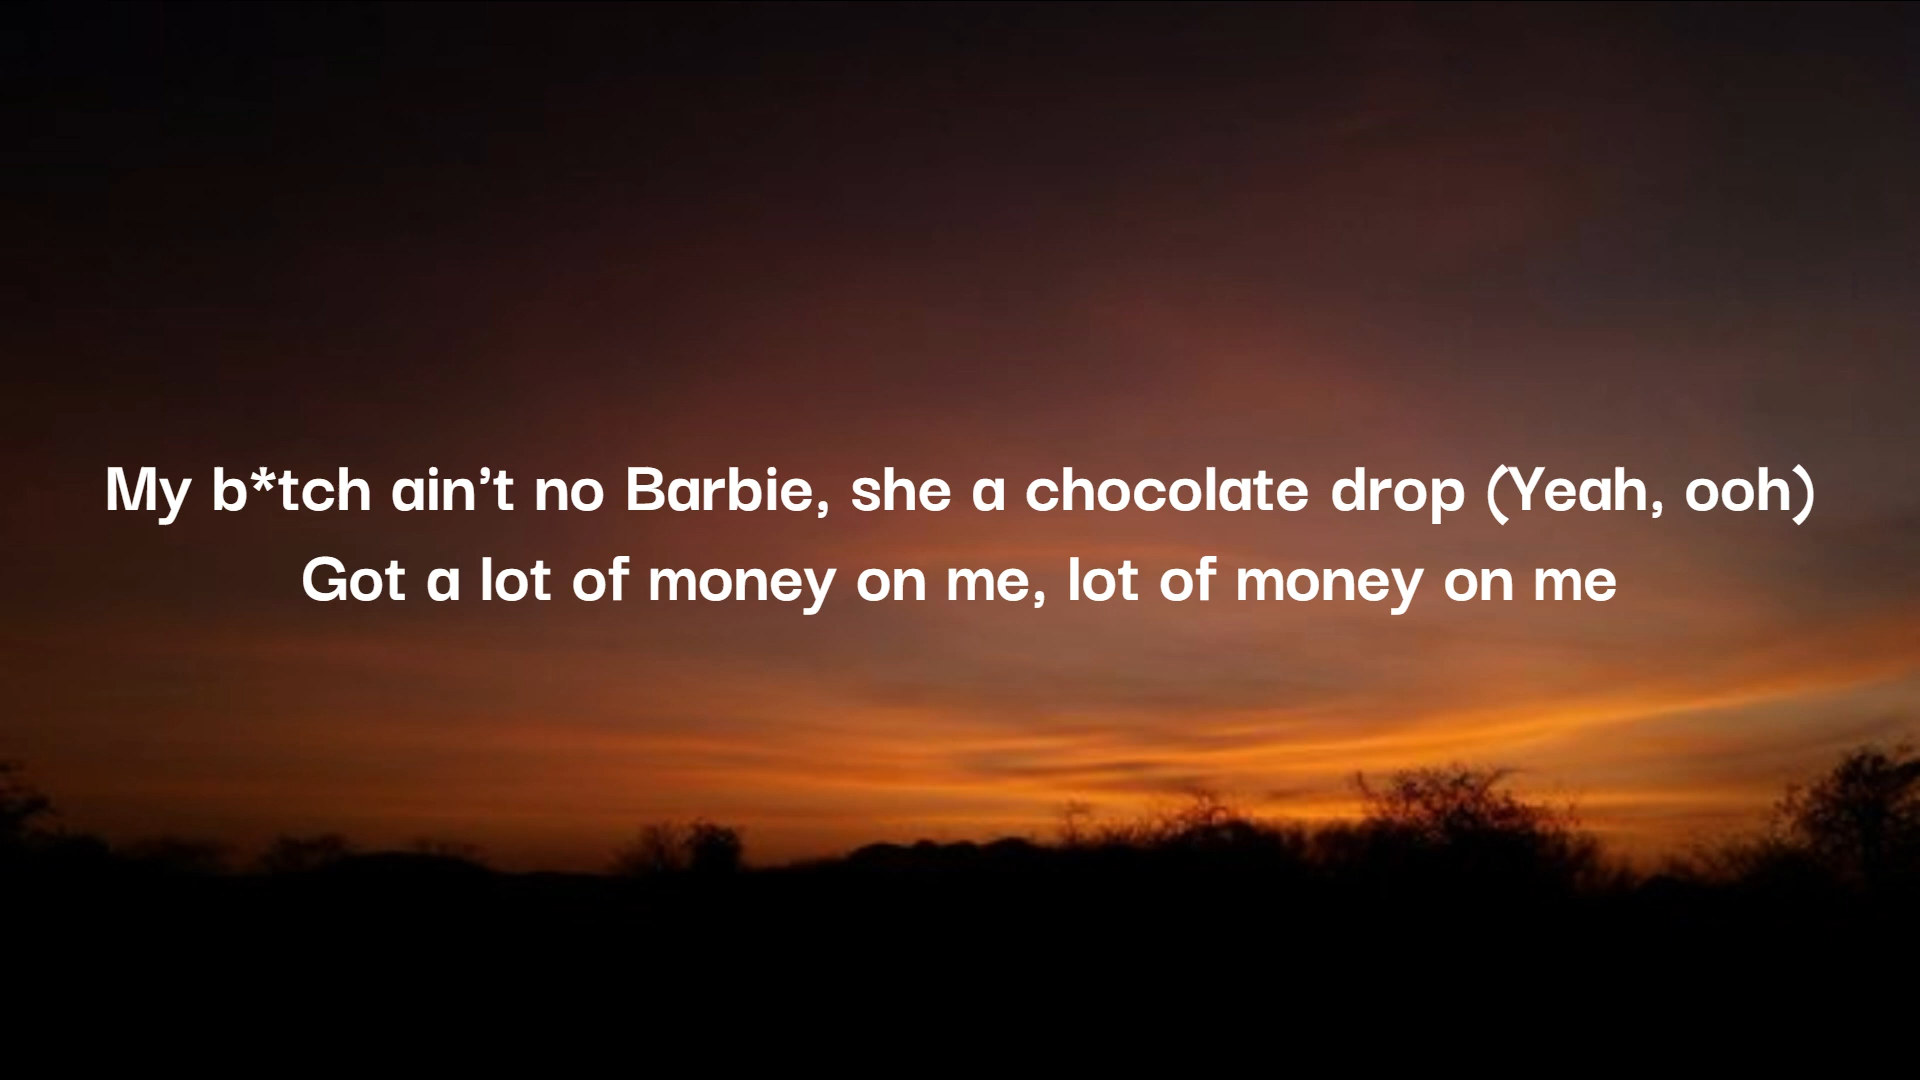 My b*tch ain’t no Barbie, she a chocolate drop (Yeah, ooh)
Got a lot of money on me, lot of money on me